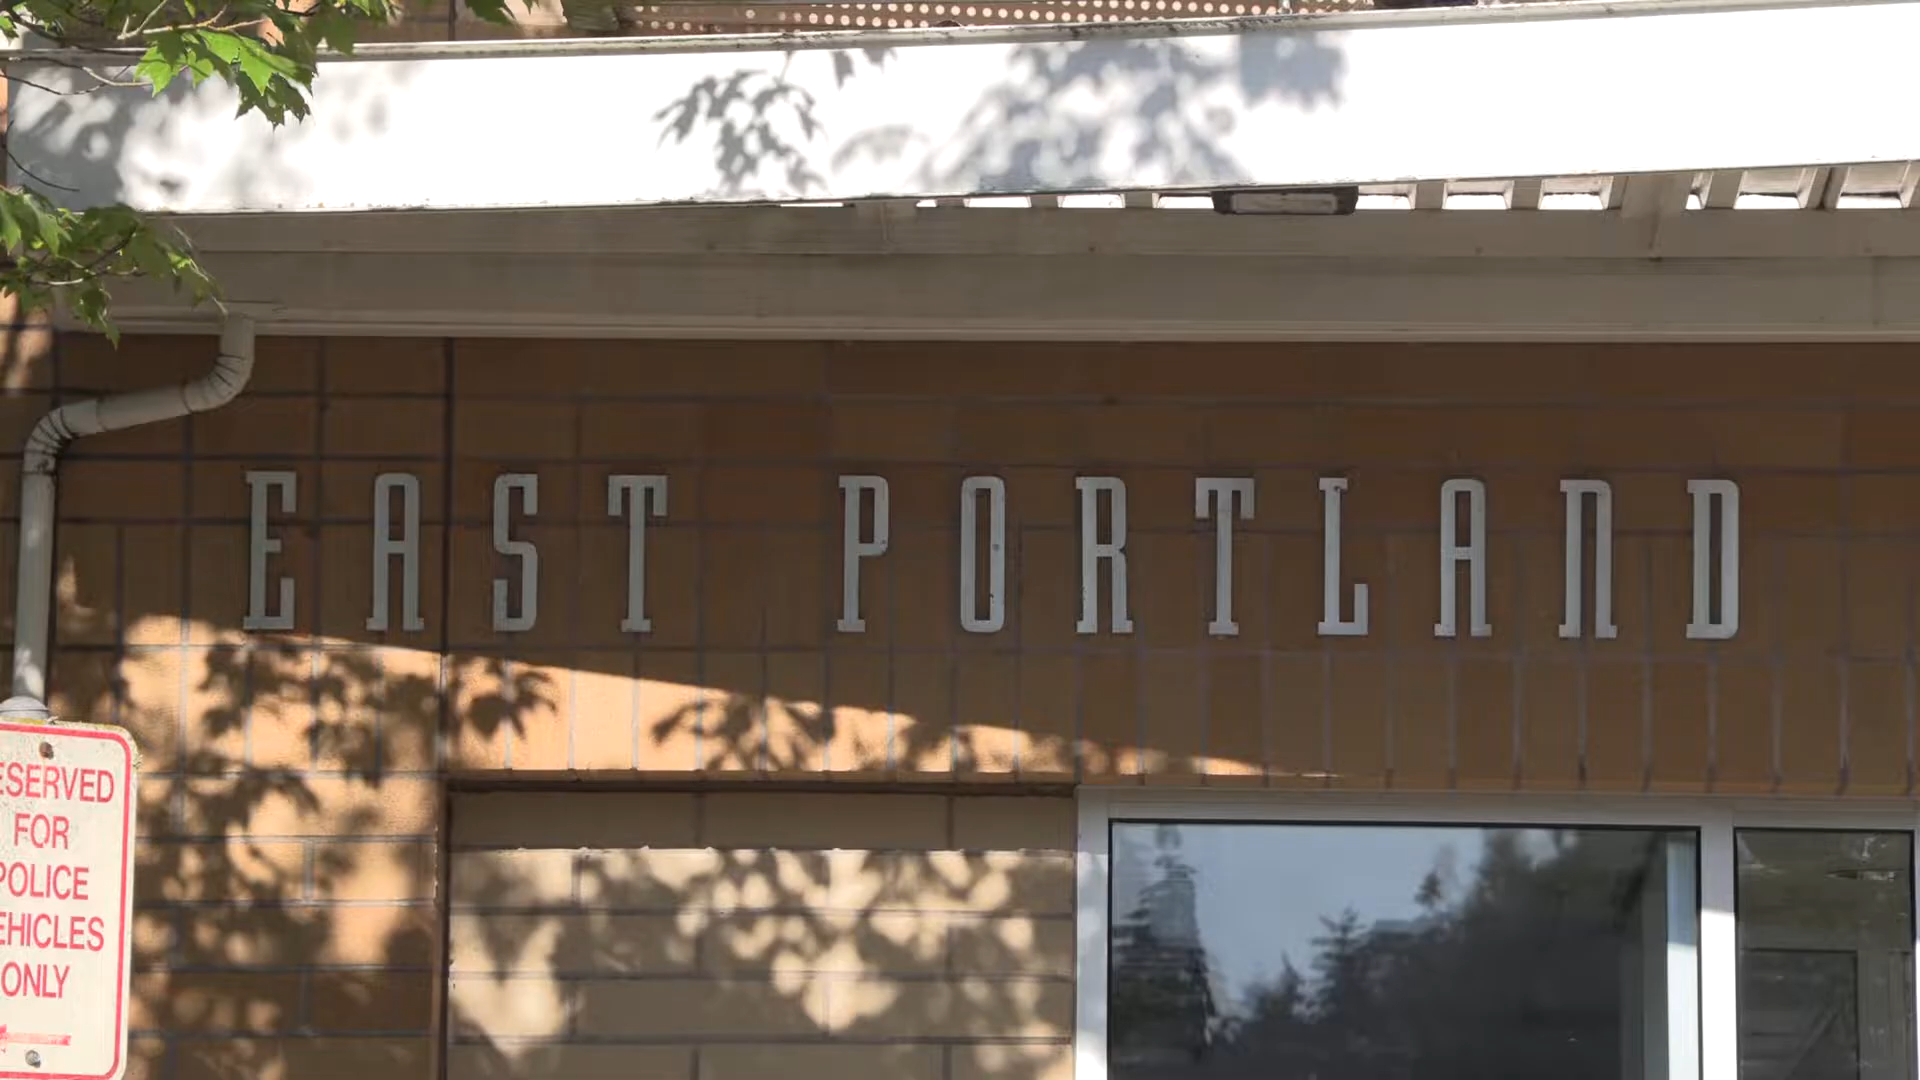 EAST PORTLAND
ESERVED
FOR
POLICE
EHICLES
ONLY